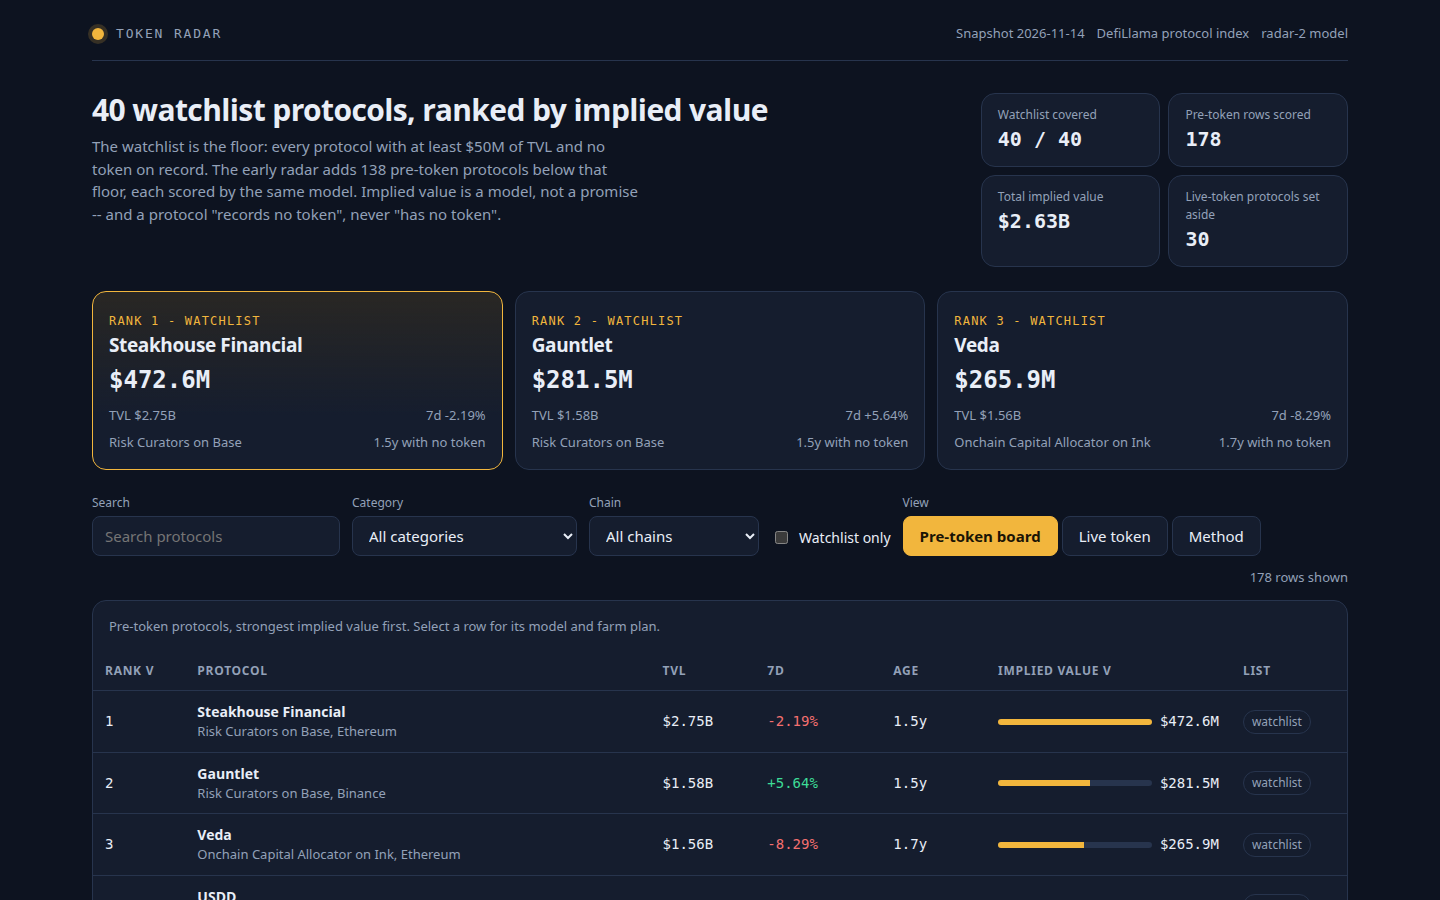 TOKEN RADAR
Snapshot 2026-11-14 DefiLlama protocol index radar-2 model
40 watchlist protocols, ranked by implied value
The watchlist is the floor: every protocol with at least $50M of TVL and no
token on record. The early radar adds 138 pre-token protocols below that
floor, each scored by the same model. Implied value is a model, not a promise
-- and a protocol "records no token", never "has no token".
Watchlist covered
40 / 40
Pre-token rows scored
178
Total implied value
$2.63B
Live-token protocols set
aside
30
RANK 1 - WATCHLIST
Steakhouse Financial
$472.6M
TVL $2.75B 7d -2.19%
Risk Curators on Base 1.5y with no token
RANK 2 - WATCHLIST
Gauntlet
$281.5M
TVL $1.58B 7d +5.64%
Risk Curators on Base 1.5y with no token
RANK 3 - WATCHLIST
Veda
$265.9M
TVL $1.56B 7d -8.29%
Onchain Capital Allocator on Ink 1.7y with no token
Search Category Chain View
Search protocols All categories All chains Watchlist only Pre-token board Live token Method
178 rows shown
Pre-token protocols, strongest implied value first. Select a row for its model and farm plan.
RANK V PROTOCOL TVL 7D AGE IMPLIED VALUE V LIST
1 Steakhouse Financial $2.75B -2.19% 1.5y $472.6M watchlist
Risk Curators on Base, Ethereum
2 Gauntlet $1.58B +5.64% 1.5y $281.5M watchlist
Risk Curators on Base, Binance
3 Veda $1.56B -8.29% 1.7y $265.9M watchlist
Onchain Capital Allocator on Ink, Ethereum
USDD